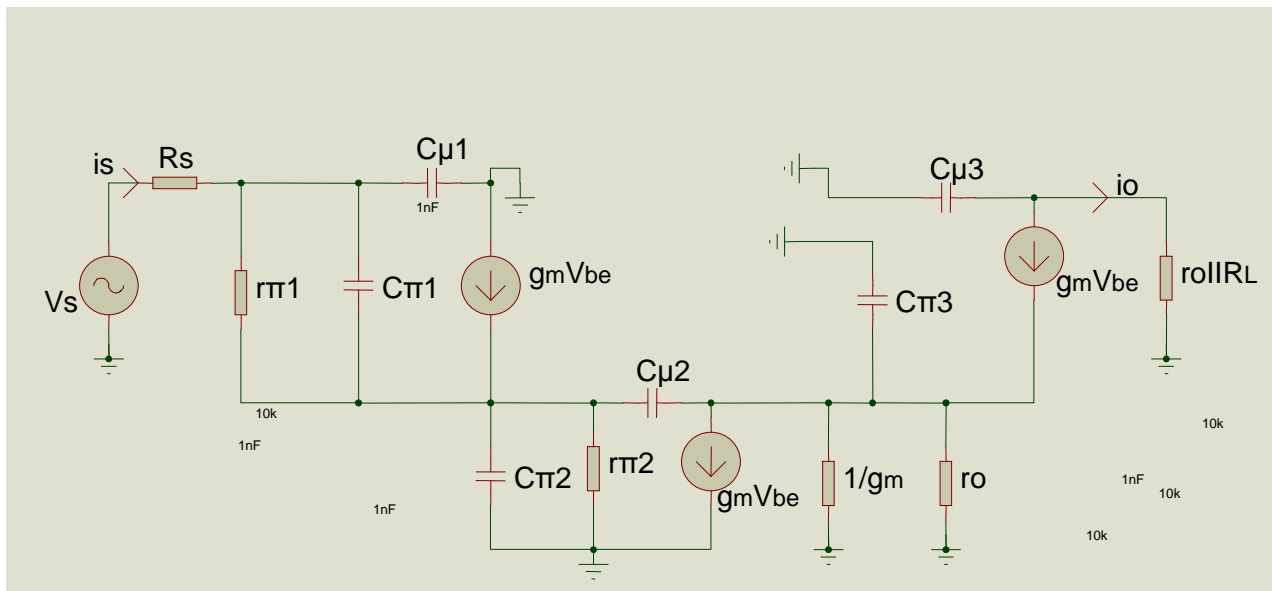 is
Rs
Cµ1
1nF
Vs
rπ1
Cπ1
gmVbe
Cµ3
io
Cπ3
gmVbe
roIIRL
10k
1nF
Cµ2
Cπ2
rπ2
gmVbe
1/gm
ro
10k
1nF
10k
1nF
10k